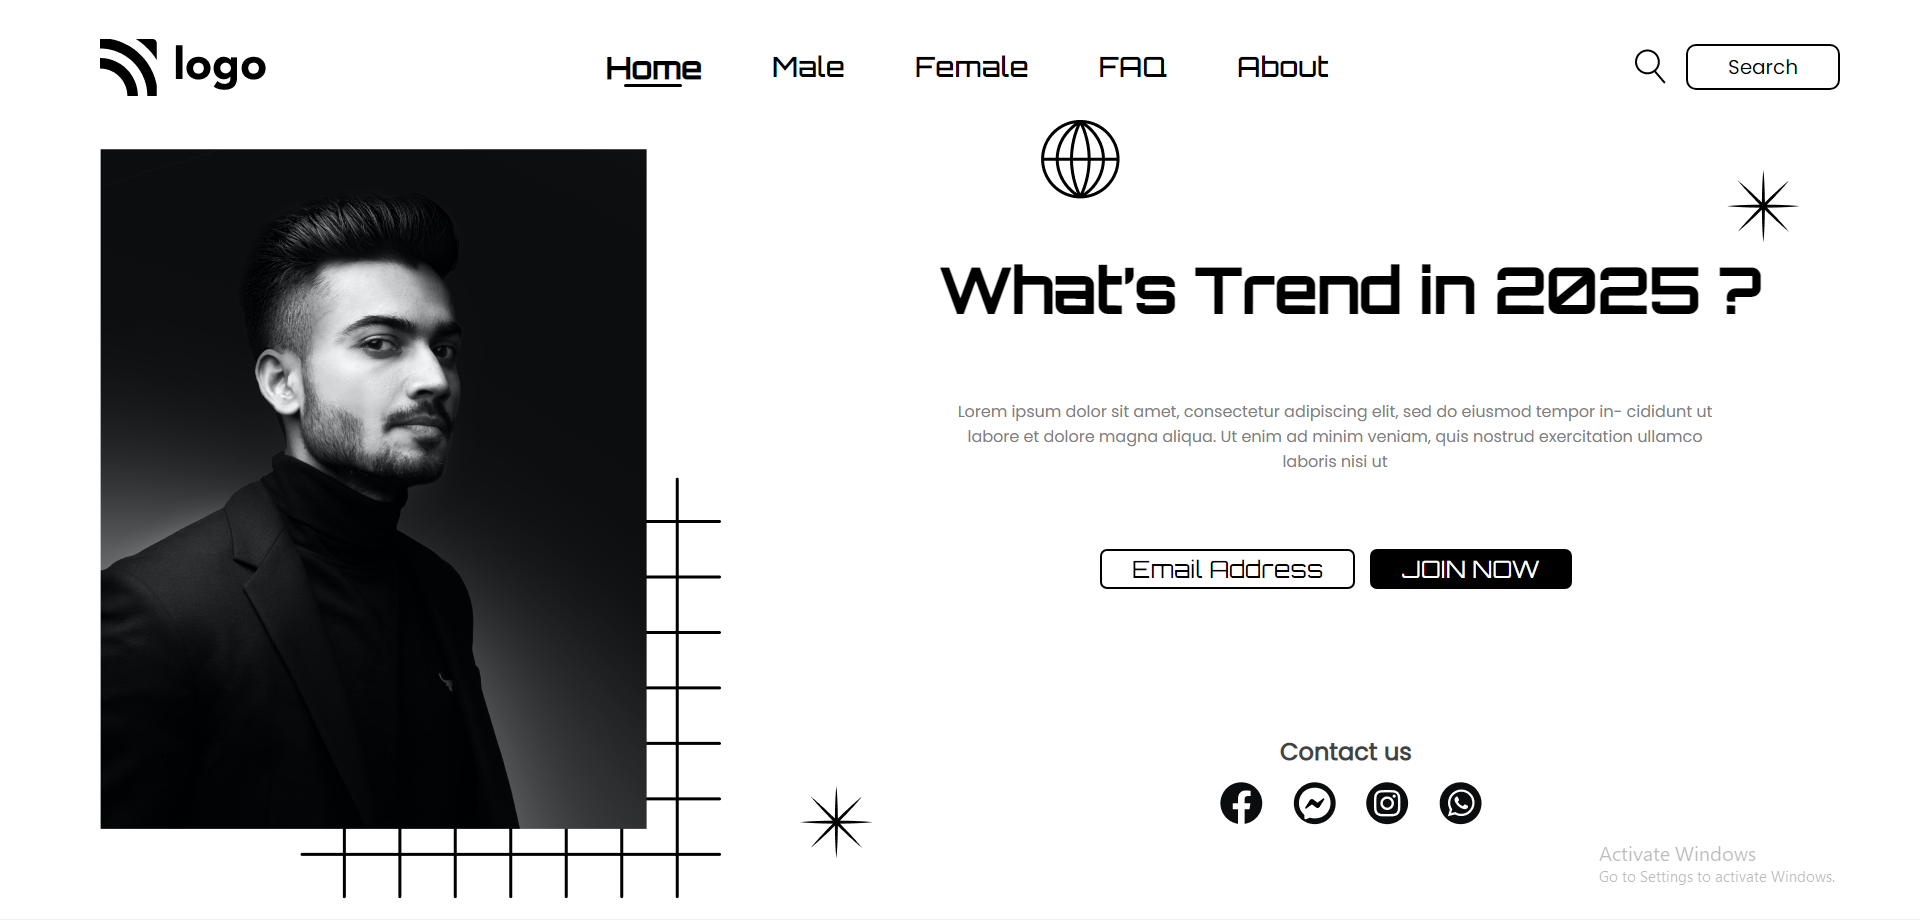 logo
Home Male Female FAQ About
Search
What's Trend in 2025 ?
Lorem ipsum dolor sit amet, consectetur adipiscing elit, sed do eiusmod tempor in- cididunt ut
labore et dolore magna aliqua. Ut enim ad minim veniam, quis nostrud exercitation ullamco
laboris nisi ut
Email Address JOIN NOW
Contact us
Activate Windows
Go to Settings to activate Windows.